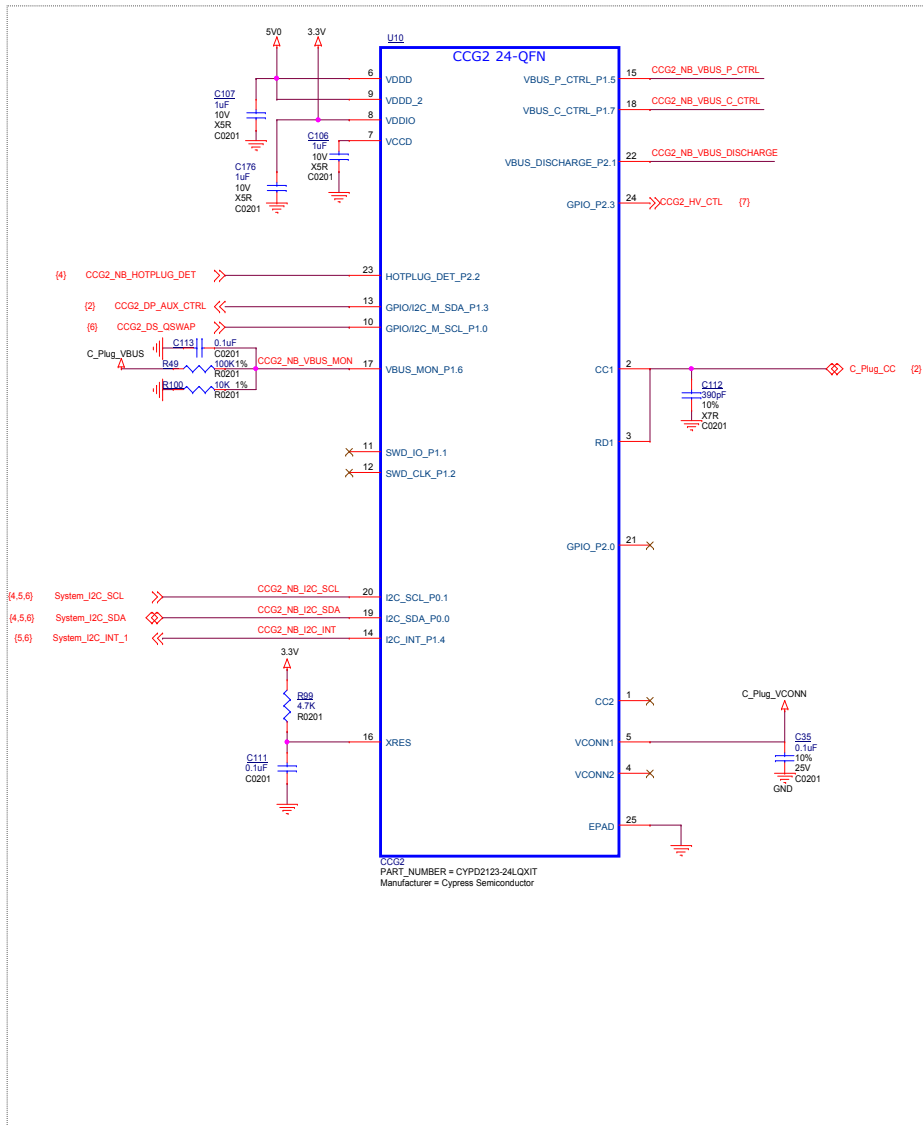 5V0
3.3V
U10
CCG2 24-QFN
6
VDDD
9
VDDD_2
8
VDDIO
7
VCCD
C107
1uF
10V
X5R
C0201
C106
1uF
10V
X5R
C0201
C176
1uF
10V
X5R
C0201
VBUS_P_CTRL_P1.5
15
CCG2_NB_VBUS_P_CTRL
VBUS_C_CTRL_P1.7
18
CCG2_NB_VBUS_C_CTRL
VBUS_DISCHARGE_P2.1
22
CCG2_NB_VBUS_DISCHARGE
GPIO_P2.3
24
CCG2_HV_CTL {7}
{4} CCG2_NB_HOTPLUG_DET
23
HOTPLUG_DET_P2.2
{2} CCG2_DP_AUX_CTRL
13
GPIO/I2C_M_SDA_P1.3
{6} CCG2_DS_QSWAP
10
GPIO/I2C_M_SCL_P1.0
C113
0.1uF
C0201
C_Plug_VBUS
R49
100K1%
R0201
CCG2_NB_VBUS_MON
17
VBUS_MON_P1.6
R100
10K 1%
R0201
CC1
2
C_Plug_CC {2}
C112
390pF
10%
X7R
C0201
RD1
3
11
SWD_IO_P1.1
12
SWD_CLK_P1.2
GPIO_P2.0
21
{4,5,6} System_I2C_SCL
CCG2_NB_I2C_SCL
20
I2C_SCL_P0.1
{4,5,6} System_I2C_SDA
CCG2_NB_I2C_SDA
19
I2C_SDA_P0.0
{5,6} System_I2C_INT_1
CCG2_NB_I2C_INT
14
I2C_INT_P1.4
3.3V
R99
4.7K
R0201
16
XRES
C111
0.1uF
C0201
CC2
1
C_Plug_VCONN
VCONN1
5
C35
0.1uF
10%
25V
C0201
GND
VCONN2
4
EPAD
25
CCG2
PART_NUMBER = CYPD2123-24LQXIT
Manufacturer = Cypress Semiconductor